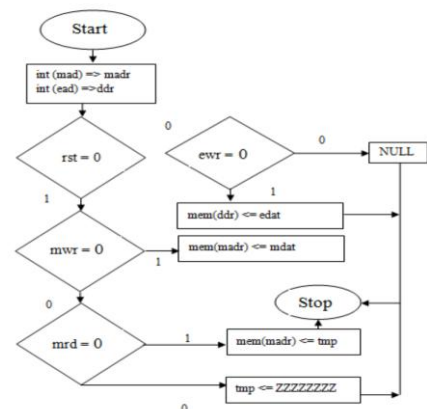 Start
int (mad) => madr
int (ead) =>ddr
rst = 0
0
ewr = 0
0
NULL
1
1
mem(ddr) <= edat
mwr = 0
1
mem(madr) <= mdat
0
Stop
mrd = 0
1
mem(madr) <= tmp
0
tmp <= ZZZZZZZZ